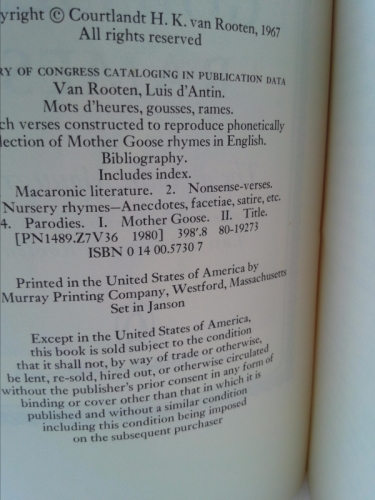 yright © Courtlandt H. K. van Rooten, 1967
All rights reserved
RY OF CONGRESS CATALOGING IN PUBLICATION DATA
Van Rooten, Luis d'Antin.
Mots d'heures, gousses, rames.
ch verses constructed to reproduce phonetically
lection of Mother Goose rhymes in English.
Bibliography.
Includes index.
. Macaronic literature. 2. Nonsense-verses.
Nursery rhymes—Anecdotes, facetiae, satire, etc.
4. Parodies. I. Mother Goose. II. Title.
[PN1489.Z7V36 1980] 398'.8 80-19273
ISBN 0 14 00.5730 7
Printed in the United States of America by
Murray Printing Company, Westford, Massachusetts
Set in Janson
Except in the United States of America,
this book is sold subject to the condition
that it shall not, by way of trade or otherwise,
be lent, re-sold, hired out, or otherwise circulated
without the publisher's prior consent in any form of
binding or cover other than that in which it is
published and without a similar condition
including this condition being imposed
on the subsequent purchaser